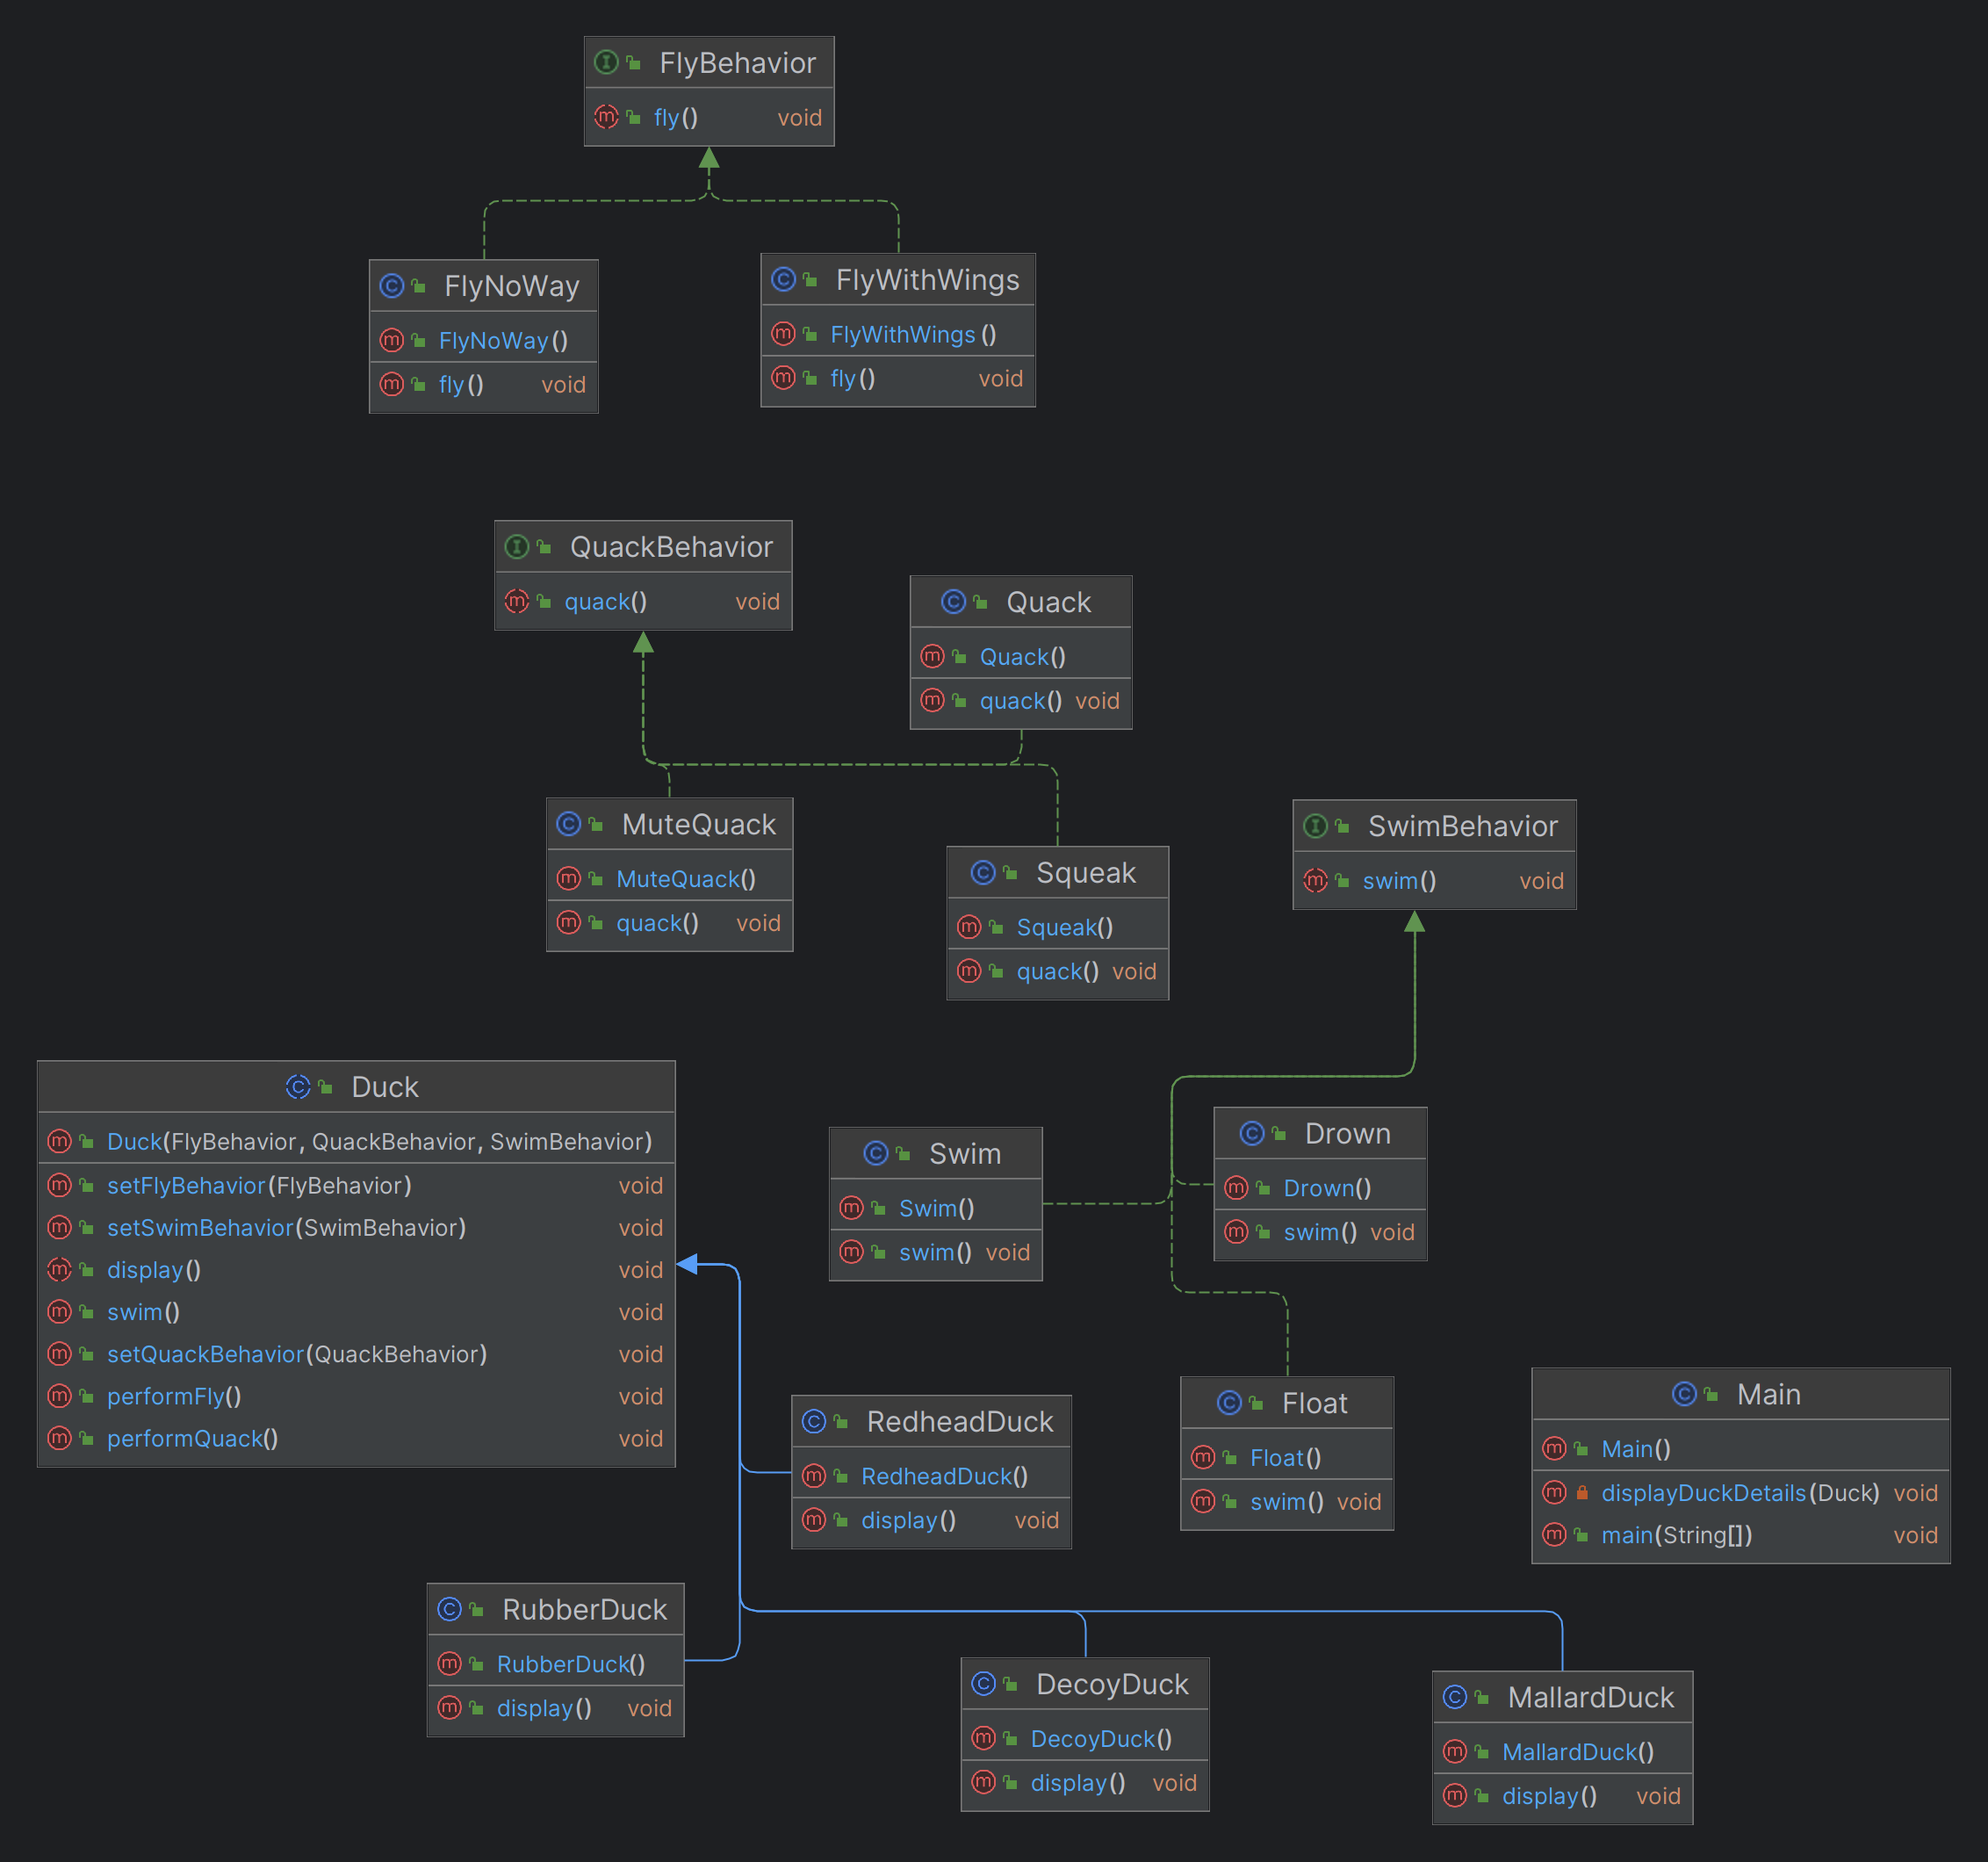 FlyBehavior
fly() void
FlyNoWay
FlyNoWay()
fly() void
FlyWithWings
FlyWithWings()
fly() void
QuackBehavior
quack() void
Quack
Quack()
quack() void
MuteQuack
MuteQuack()
quack() void
Squeak
Squeak()
quack() void
SwimBehavior
swim() void
Duck
Duck(FlyBehavior, QuackBehavior, SwimBehavior)
setFlyBehavior(FlyBehavior) void
setSwimBehavior(SwimBehavior) void
display() void
swim() void
setQuackBehavior(QuackBehavior) void
performFly() void
performQuack() void
Swim
Swim()
swim() void
Drown
Drown()
swim() void
RedheadDuck
RedheadDuck()
display() void
Float
Float()
swim() void
Main
Main()
displayDuckDetails(Duck) void
main(String[]) void
RubberDuck
RubberDuck()
display() void
DecoyDuck
DecoyDuck()
display() void
MallardDuck
MallardDuck()
display() void